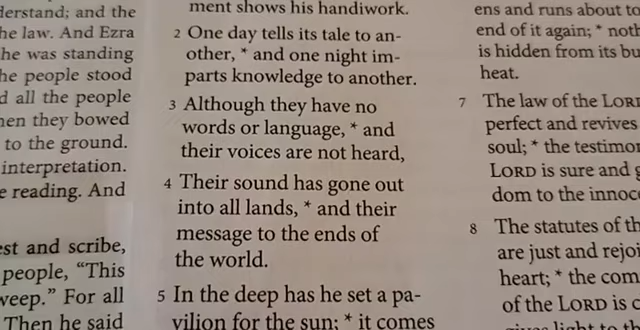 derstand; and the
he law. And Ezra
he was standing
he people stood
d all the people
en they bowed
to the ground.
interpretation.
e reading. And
est and scribe,
people, “This
weep.” For all
Then he said
ment shows his handiwork.
2 One day tells its tale to an-
other, * and one night im-
parts knowledge to another.
3 Although they have no
words or language, * and
their voices are not heard,
4 Their sound has gone out
into all lands, * and their
message to the ends of
the world.
5 In the deep has he set a pa-
vilion for the sun; * it comes
ens and runs about to
end of it again; * noth
is hidden from its bu
heat.
7 The law of the LORD
perfect and revives
soul; * the testimon
LORD is sure and g
dom to the innoc
8 The statutes of th
are just and rejoi
heart; * the com
of the LORD is c